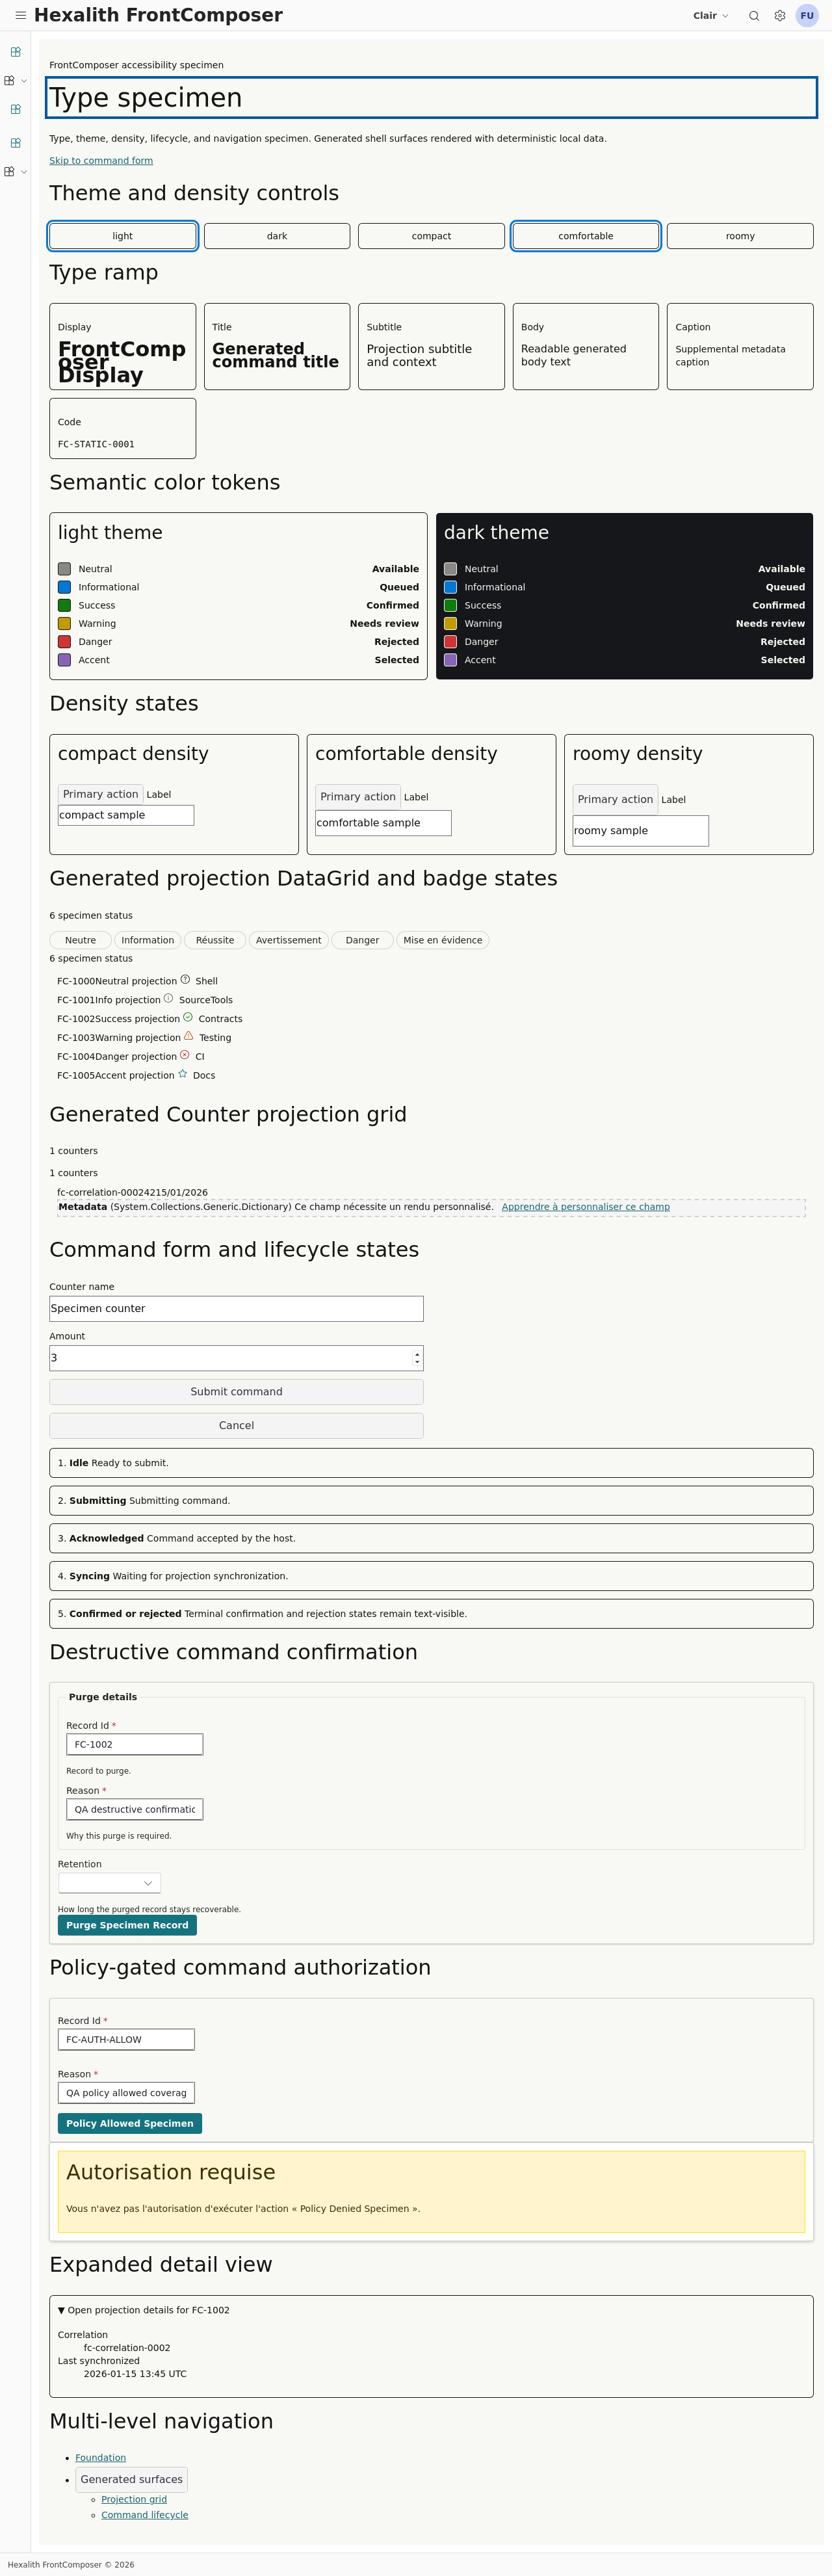 Hexalith FrontComposer
Clair
FU
FrontComposer accessibility specimen
Type specimen
Type, theme, density, lifecycle, and navigation specimen. Generated shell surfaces rendered with deterministic local data.
Skip to command form
Theme and density controls
light
dark
compact
comfortable
roomy
Type ramp
Display
FrontComp
oser
Display
Title
Generated
command title
Subtitle
Projection subtitle
and context
Body
Readable generated
body text
Caption
Supplemental metadata
caption
Code
FC-STATIC-0001
Semantic color tokens
light theme
Neutral Available
Informational Queued
Success Confirmed
Warning Needs review
Danger Rejected
Accent Selected
dark theme
Neutral Available
Informational Queued
Success Confirmed
Warning Needs review
Danger Rejected
Accent Selected
Density states
compact density
Primary action Label
compact sample
comfortable density
Primary action Label
comfortable sample
roomy density
Primary action Label
roomy sample
Generated projection DataGrid and badge states
6 specimen status
Neutre Information Réussite Avertissement Danger Mise en évidence
6 specimen status
FC-1000Neutral projection Shell
FC-1001Info projection SourceTools
FC-1002Success projection Contracts
FC-1003Warning projection Testing
FC-1004Danger projection CI
FC-1005Accent projection Docs
Generated Counter projection grid
1 counters
1 counters
fc-correlation-00024215/01/2026
Metadata (System.Collections.Generic.Dictionary) Ce champ nécessite un rendu personnalisé. Apprendre à personnaliser ce champ
Command form and lifecycle states
Counter name
Specimen counter
Amount
3
Submit command
Cancel
1. Idle Ready to submit.
2. Submitting Submitting command.
3. Acknowledged Command accepted by the host.
4. Syncing Waiting for projection synchronization.
5. Confirmed or rejected Terminal confirmation and rejection states remain text-visible.
Destructive command confirmation
Purge details
Record Id *
FC-1002
Record to purge.
Reason *
QA destructive confirmatic
Why this purge is required.
Retention
How long the purged record stays recoverable.
Purge Specimen Record
Policy-gated command authorization
Record Id *
FC-AUTH-ALLOW
Reason *
QA policy allowed coverag
Policy Allowed Specimen
Autorisation requise
Vous n'avez pas l'autorisation d'exécuter l'action « Policy Denied Specimen ».
Expanded detail view
▼ Open projection details for FC-1002
Correlation
fc-correlation-0002
Last synchronized
2026-01-15 13:45 UTC
Multi-level navigation
• Foundation
• Generated surfaces
◦ Projection grid
◦ Command lifecycle
Hexalith FrontComposer © 2026